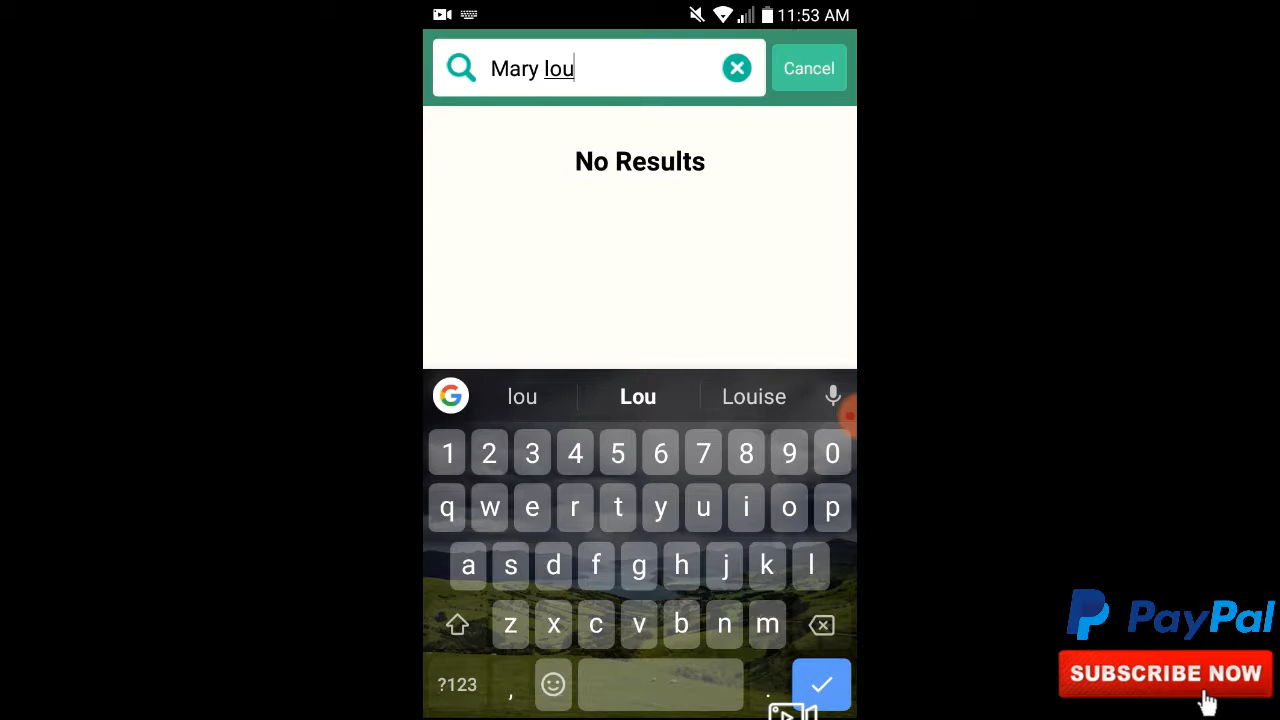 11:53 AM
Mary lou
Cancel
No Results
G lou Lou Louise
1 2 3 4 5 6 7 8 9 0
q w e r t y u i o p
a s d f g h j k l
z x c v b n m
?123 , .
PayPal
SUBSCRIBE NOW